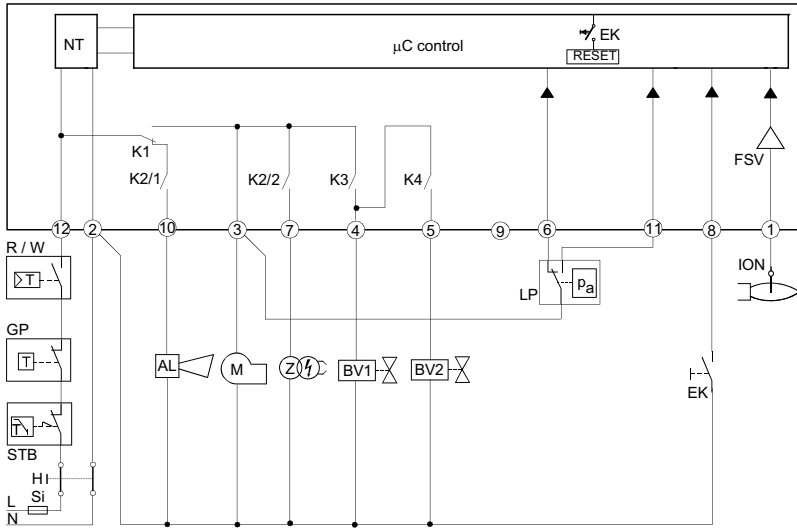 NT
µC control
EK
RESET
K1
K2/1
K2/2
K3
K4
FSV
12
2
10
3
7
4
5
9
6
11
8
1
R / W
T
LP
pa
ION
GP
T
AL
M
Z
BV1
BV2
EK
T
STB
H
Si
L
N